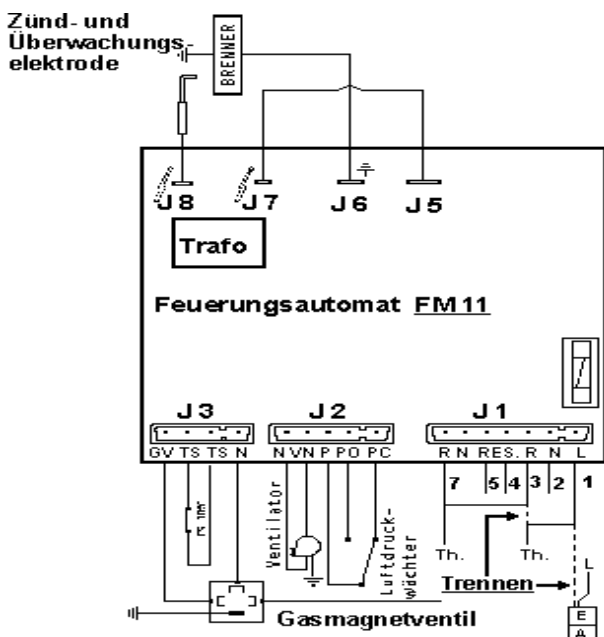 Zünd- und
Überwachungs-
elektrode
BRENNER
J8 J7 J6 J5
Trafo
Feuerungsautomat FM11
J3 J2 J1
GV TS TS N N VN P PO PC R N RES. R N L
7 5 4 3 2 1
Ventilator
Luftdruck-
wächter
Th. Th. L
Trennen
E
A
Gasmagnetventil